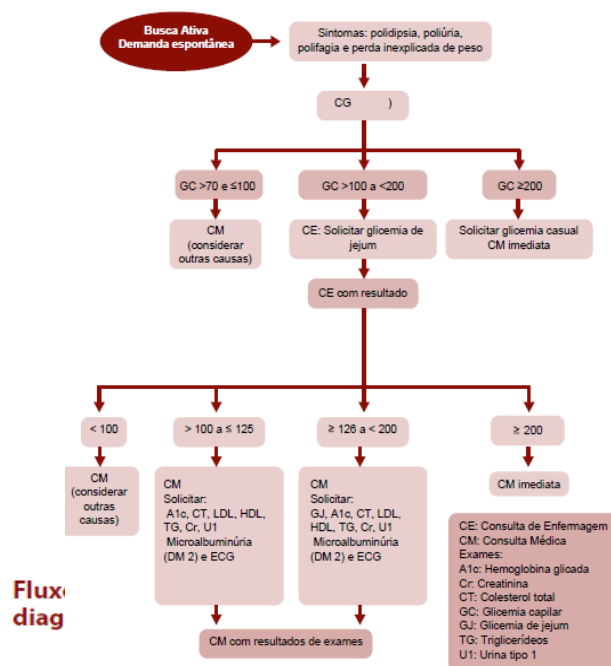 Busca Ativa
Demanda espontânea
Sintomas: polidipsia, poliúria,
polifagia e perda inexplicada de peso
CG )
GC >70 e ≤100
GC >100 a <200
GC ≥200
CM
(considerar
outras causas)
CE: Solicitar glicemia de
jejum
Solicitar glicemia casual
CM imediata
CE com resultado
< 100
> 100 a ≤ 125
≥ 126 a < 200
≥ 200
CM
(considerar
outras causas)
CM
Solicitar:
A1c, CT, LDL, HDL,
TG, Cr, U1
Microalbuminúria
(DM 2) e ECG
CM
Solicitar:
GJ, A1c, CT, LDL,
HDL, TG, Cr, U1
Microalbuminúria
(DM 2) e ECG
CM imediata
CE: Consulta de Enfermagem
CM: Consulta Médica
Exames:
A1c: Hemoglobina glicada
Cr: Creatinina
CT: Colesterol total
GC: Glicemia capilar
GJ: Glicemia de jejum
TG: Triglicerídeos
U1: Urina tipo 1
CM com resultados de exames
Flux
diag